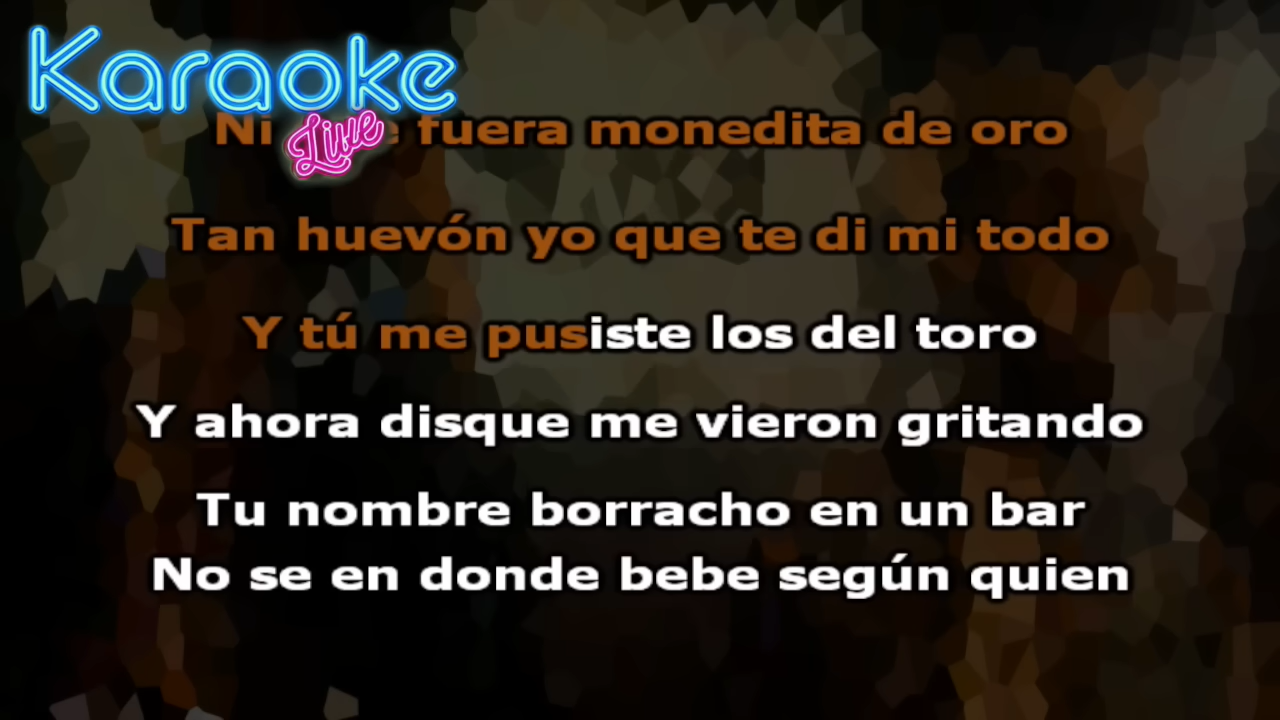 Karaoke
Live
Ni fuera monedita de oro
Tan huevón yo que te di mi todo
Y tú me pusiste los del toro
Y ahora disque me vieron gritando
Tu nombre borracho en un bar
No se en donde bebe según quien